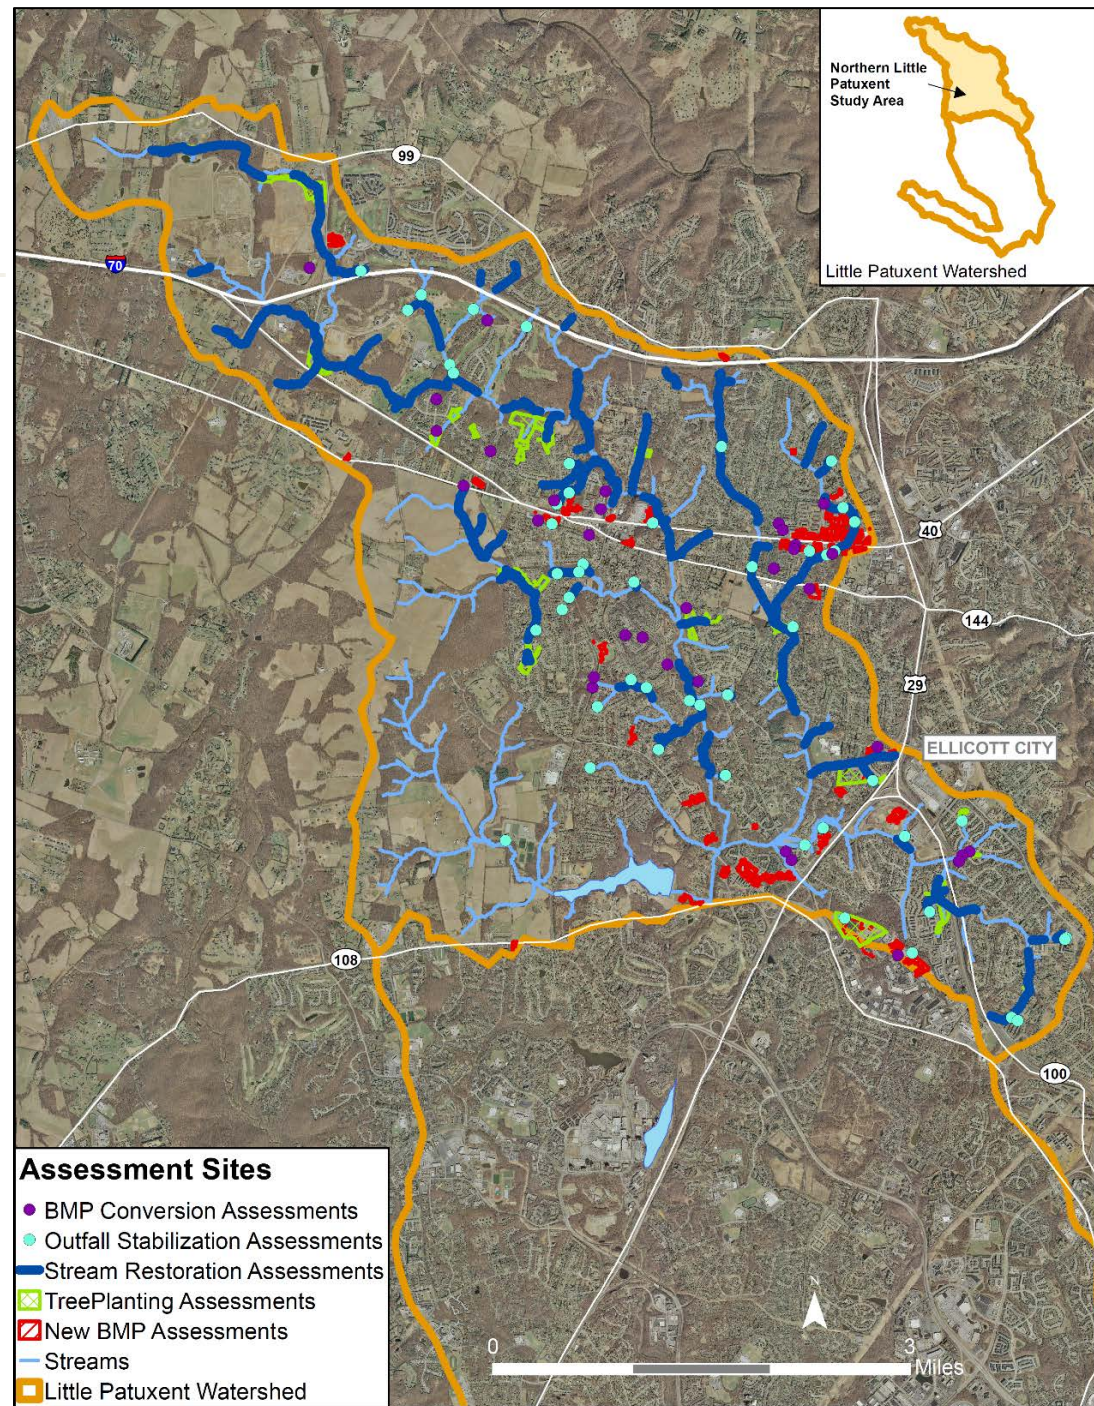 Northern Little
Patuxent
Study Area
Little Patuxent Watershed
99
70
40
144
29
ELLICOTT CITY
108
100
Assessment Sites
BMP Conversion Assessments
Outfall Stabilization Assessments
Stream Restoration Assessments
TreePlanting Assessments
New BMP Assessments
Streams
Little Patuxent Watershed
N
0
3
Miles